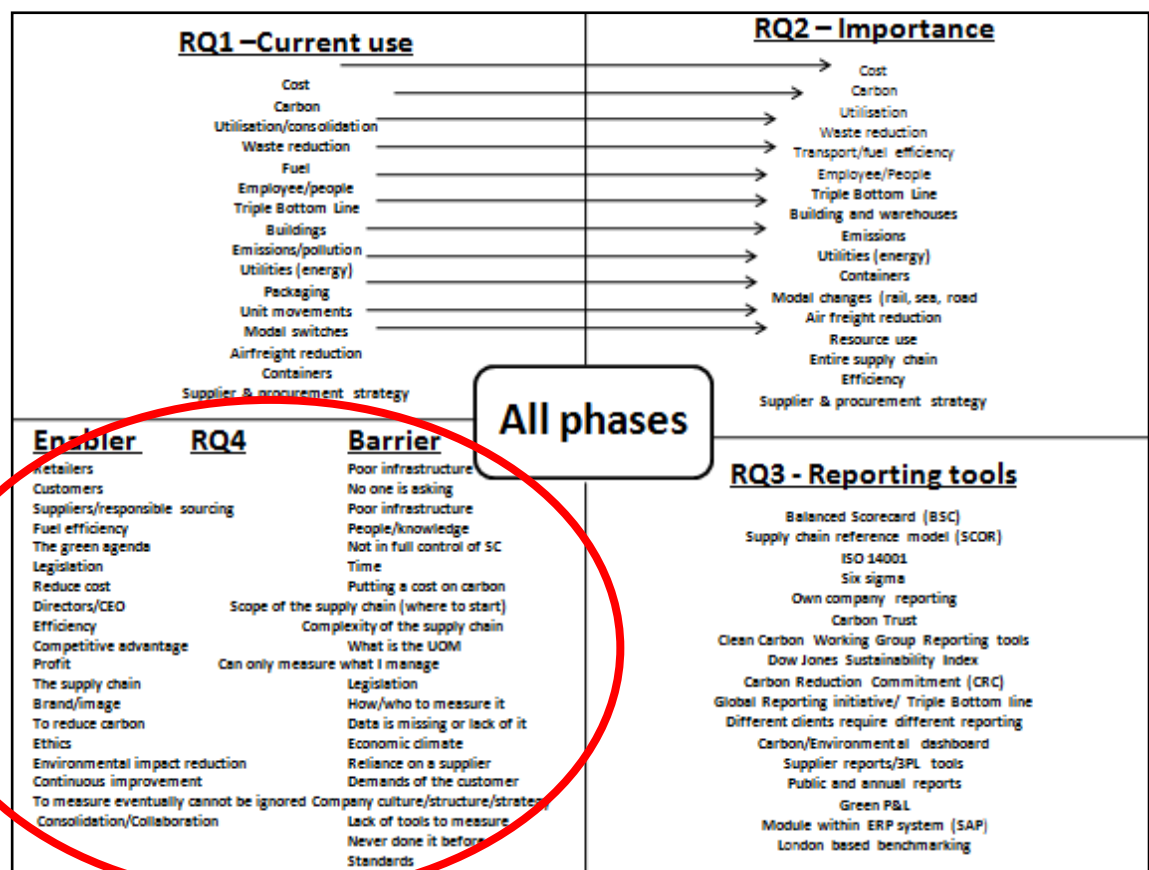 RQ1 –Current use
Cost
Carbon
Utilisation/consolidation
Waste reduction
Fuel
Employee/people
Triple Bottom Line
Buildings
Emissions/pollution
Utilities (energy)
Packaging
Unit movements
Modal switches
Airfreight reduction
Containers
Supplier & procurement strategy
RQ2 – Importance
Cost
Carbon
Utilisation
Waste reduction
Transport/fuel efficiency
Employee/People
Triple Bottom Line
Building and warehouses
Emissions
Utilities (energy)
Containers
Modal changes (rail, sea, road
Air freight reduction
Resource use
Entire supply chain
Efficiency
Supplier & procurement strategy
All phases
Enabler RQ4 Barrier
Retailers Poor infrastructure
Customers No one is asking
Suppliers/responsible sourcing Poor infrastructure
Fuel efficiency People/knowledge
The green agenda Not in full control of SC
Legislation Time
Reduce cost Putting a cost on carbon
Directors/CEO Scope of the supply chain (where to start)
Efficiency Complexity of the supply chain
Competitive advantage What is the UOM
Profit Can only measure what I manage
The supply chain Legislation
Brand/image How/who to measure it
To reduce carbon Data is missing or lack of it
Ethics Economic climate
Environmental impact reduction Reliance on a supplier
Continuous improvement Demands of the customer
To measure eventually cannot be ignored Company culture/structure/strategy
Consolidation/Collaboration Lack of tools to measure
Never done it before
Standards
RQ3 - Reporting tools
Balanced Scorecard (BSC)
Supply chain reference model (SCOR)
ISO 14001
Six sigma
Own company reporting
Carbon Trust
Clean Carbon Working Group Reporting tools
Dow Jones Sustainability Index
Carbon Reduction Commitment (CRC)
Global Reporting initiative/ Triple Bottom line
Different clients require different reporting
Carbon/Environmental dashboard
Supplier reports/3PL tools
Public and annual reports
Green P&L
Module within ERP system (SAP)
London based benchmarking